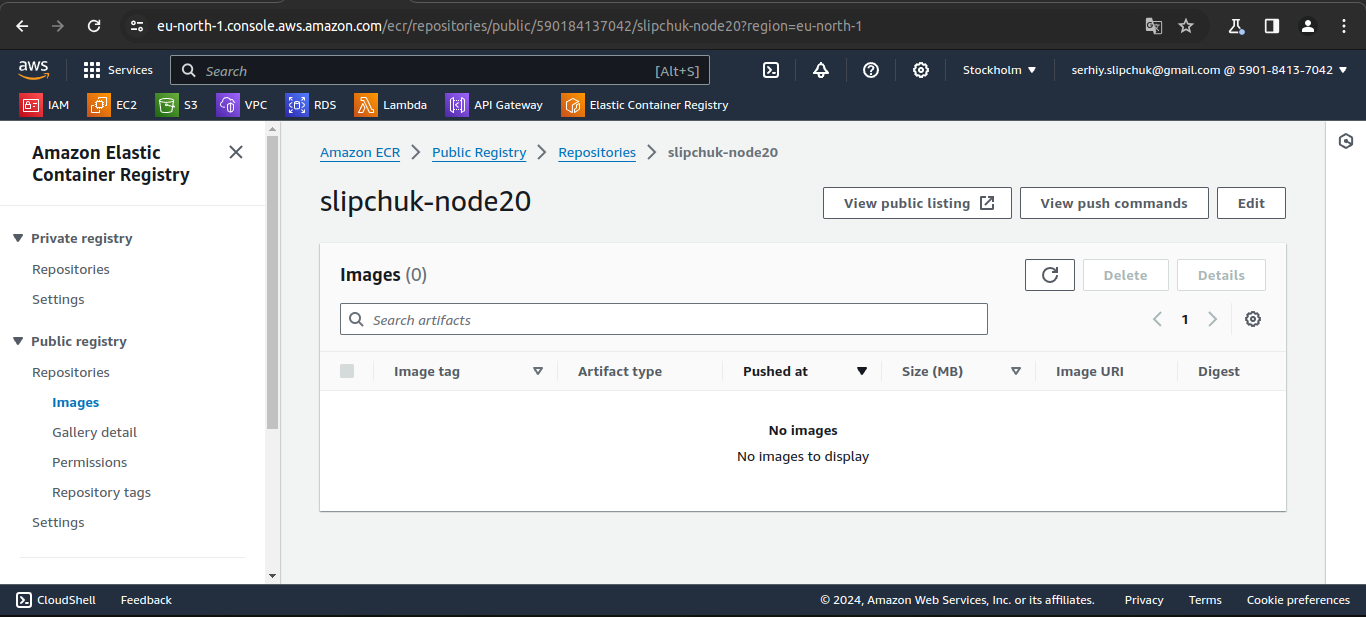 eu-north-1.console.aws.amazon.com/ecr/repositories/public/590184137042/slipchuk-node20?region=eu-north-1
aws Services Search [Alt+S] Stockholm serhiy.slipchuk@gmail.com @ 5901-8413-7042
IAM EC2 S3 VPC RDS Lambda API Gateway Elastic Container Registry
Amazon Elastic
Container Registry
Private registry
Repositories
Settings
Public registry
Repositories
Images
Gallery detail
Permissions
Repository tags
Settings
Amazon ECR Public Registry Repositories slipchuk-node20
slipchuk-node20 View public listing View push commands Edit
Images (0) Delete Details
Search artifacts 1
Image tag Artifact type Pushed at Size (MB) Image URI Digest
No images
No images to display
CloudShell Feedback © 2024, Amazon Web Services, Inc. or its affiliates. Privacy Terms Cookie preferences